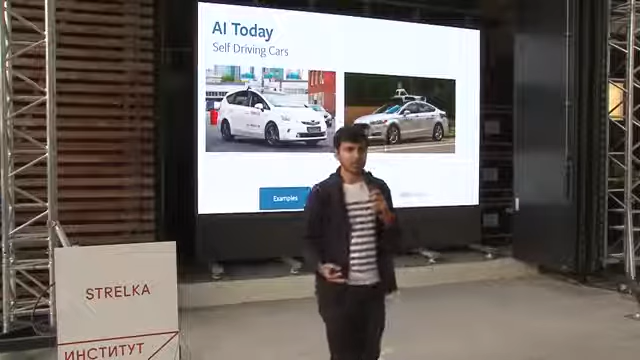 AI Today
Self Driving Cars
Examples
STRELKA
ИНСТИТУТ